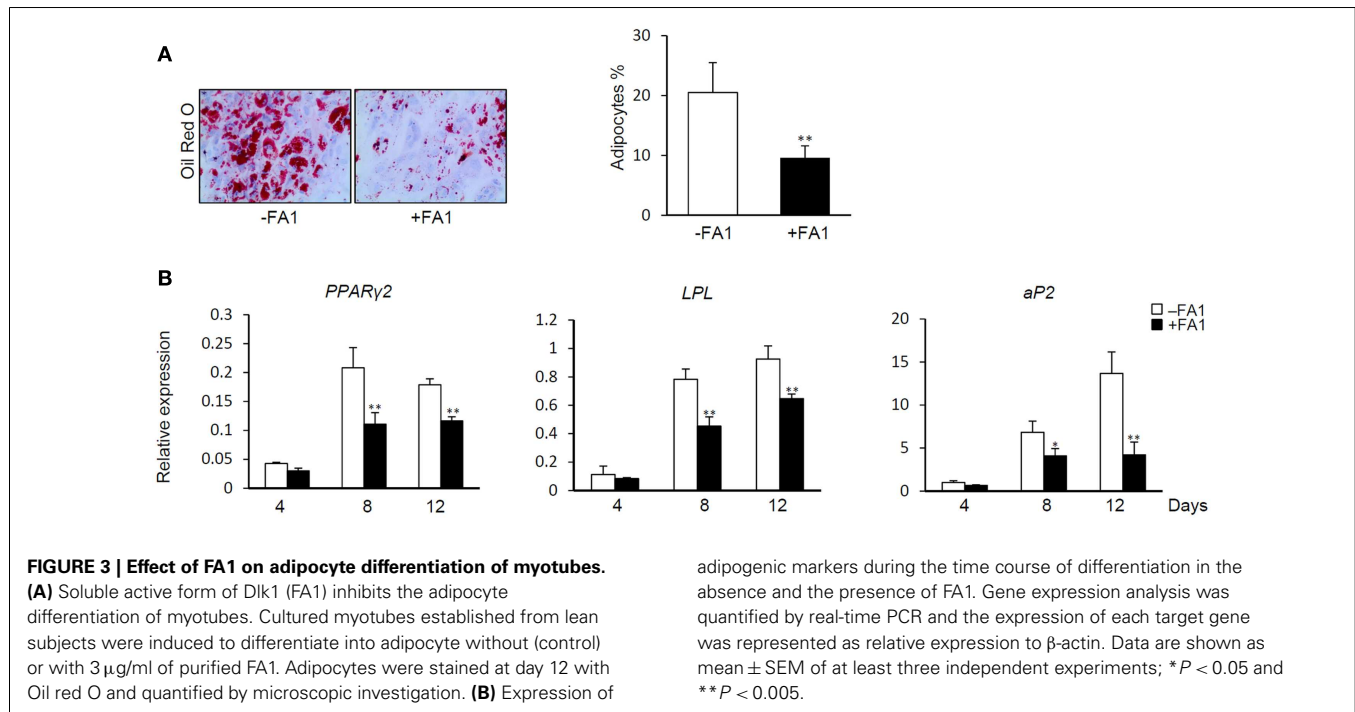 A
Oil Red O
-FA1
+FA1
Adipocytes %
30
20
10
0
**
-FA1
+FA1
B
PPARγ2
Relative expression
0.3
0.25
0.2
0.15
0.1
0.05
0
**
**
4
8
12
LPL
1.2
1
0.8
0.6
0.4
0.2
0
**
**
4
8
12
aP2
20
15
10
5
0
*
**
4
8
12
Days
–FA1
+FA1
FIGURE 3 | Effect of FA1 on adipocyte differentiation of myotubes.
(A) Soluble active form of Dlk1 (FA1) inhibits the adipocyte
differentiation of myotubes. Cultured myotubes established from lean
subjects were induced to differentiate into adipocyte without (control)
or with 3 μg/ml of purified FA1. Adipocytes were stained at day 12 with
Oil red O and quantified by microscopic investigation. (B) Expression of
adipogenic markers during the time course of differentiation in the
absence and the presence of FA1. Gene expression analysis was
quantified by real-time PCR and the expression of each target gene
was represented as relative expression to β-actin. Data are shown as
mean ± SEM of at least three independent experiments; *P < 0.05 and
**P < 0.005.